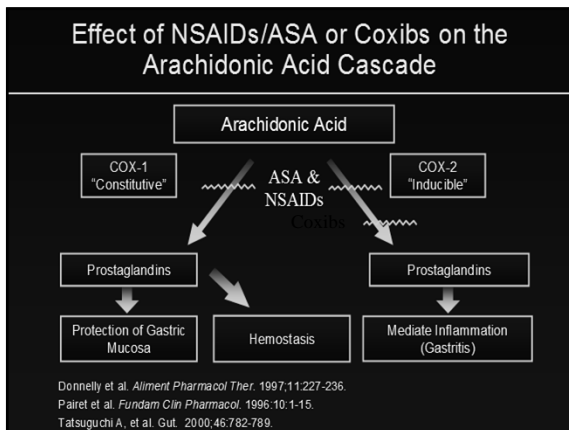 Effect of NSAIDs/ASA or Coxibs on the
Arachidonic Acid Cascade
Arachidonic Acid
COX-1
“Constitutive”
ASA &
NSAIDs
Coxibs
COX-2
“Inducible”
Prostaglandins
Prostaglandins
Protection of Gastric
Mucosa
Hemostasis
Mediate Inflammation
(Gastritis)
Donnelly et al. Aliment Pharmacol Ther. 1997;11:227-236.
Pairet et al. Fundam Clin Pharmacol. 1996:10:1-15.
Tatsuguchi A, et al. Gut. 2000;46:782-789.